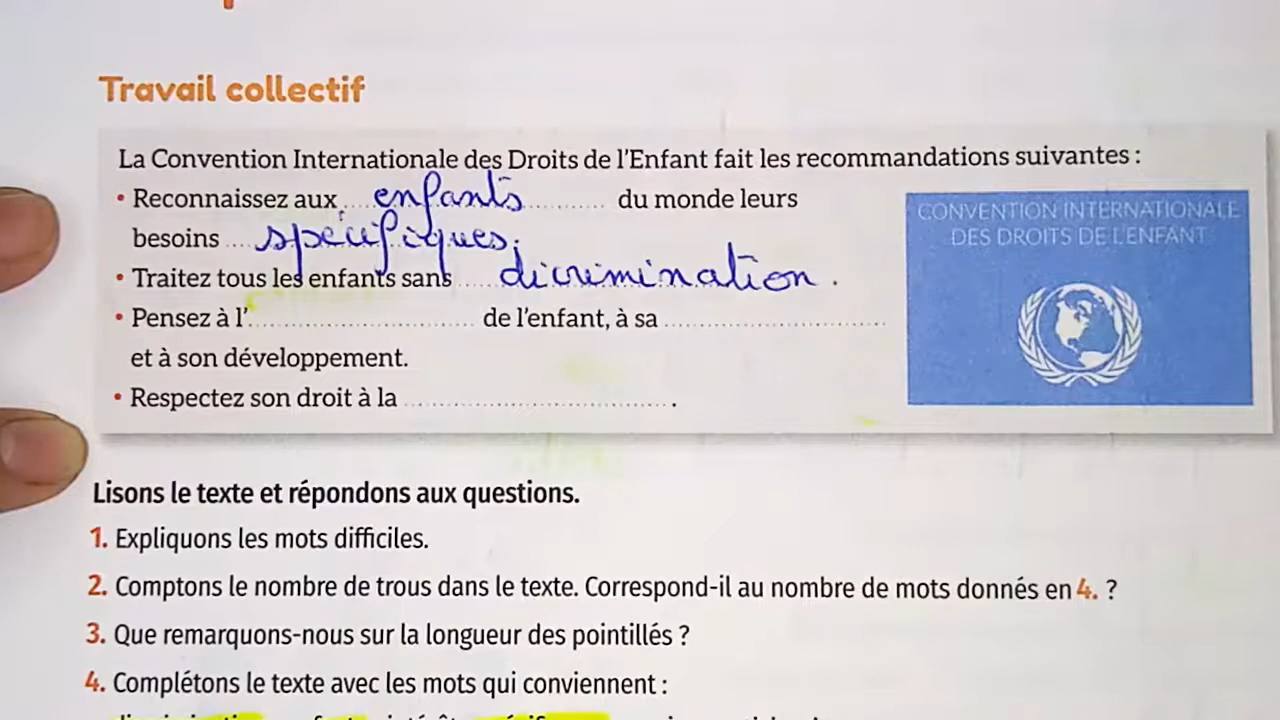 Travail collectif
La Convention Internationale des Droits de l'Enfant fait les recommandations suivantes :
• Reconnaissez aux enfants du monde leurs
besoins spécifiques.
• Traitez tous les enfants sans dicrimination.
• Pensez à l'........................ de l'enfant, à sa ........................
et à son développement.
• Respectez son droit à la ........................ .
CONVENTION INTERNATIONALE
DES DROITS DE L'ENFANT
Lisons le texte et répondons aux questions.
1. Expliquons les mots difficiles.
2. Comptons le nombre de trous dans le texte. Correspond-il au nombre de mots donnés en 4. ?
3. Que remarquons-nous sur la longueur des pointillés ?
4. Complétons le texte avec les mots qui conviennent :